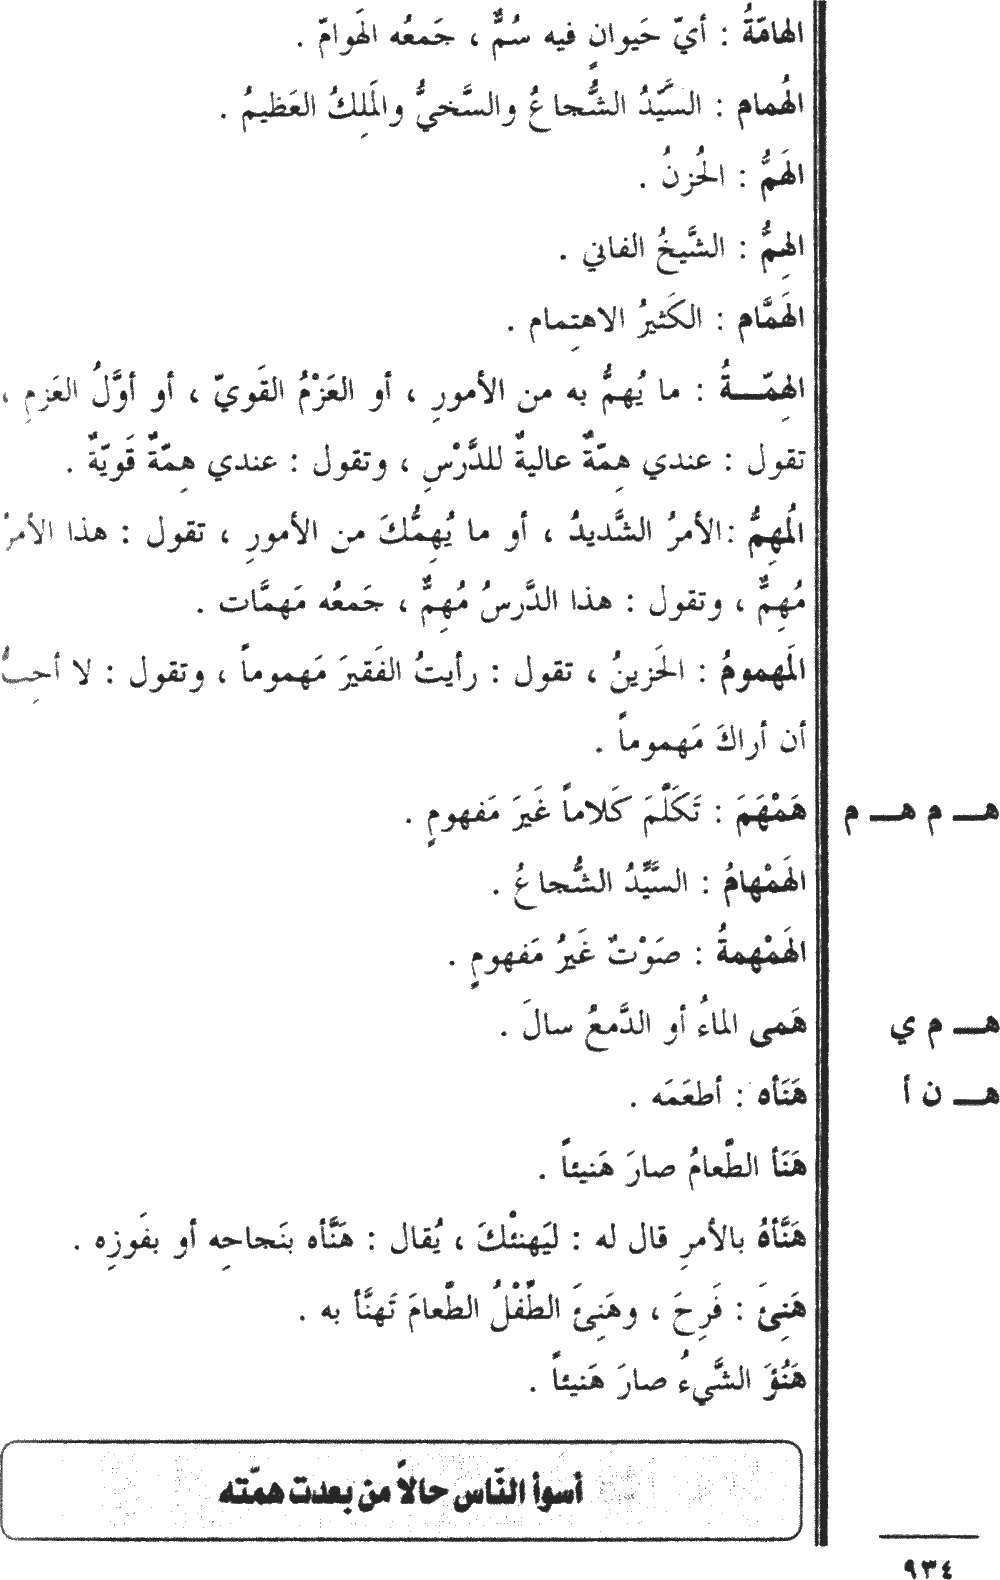 الهامّةُ : أيّ حَيوانٍ فيه سُمٌّ ، جَمعُه الهَوامّ .
الهُمام : السَّيّدُ الشُّجاعُ والسَّخيُّ والمَلِكُ العَظيمُ .
الهَمُّ : الحُزنُ .
الهِمُّ : الشَّيخُ الفاني .
الهَمَّام : الكَثيرُ الاهتِمام .
الهِمّــةُ : ما يُهمُّ به من الأمورِ ، أو العَزْمُ القَويّ ، أو أوَّلُ العَزمِ ،
تقول : عندي هِمّةٌ عاليةٌ للدَّرْسِ ، وتقول : عندي هِمّةٌ قَويّةٌ .
المُهِمُّ :الأمرُ الشَّديدُ ، أو ما يُهِمُّكَ من الأمورِ ، تقول : هذا الأمرُ
مُهِمٌّ ، وتقول : هذا الدَّرسُ مُهِمٌّ ، جَمعُه مَهمَّات .
المَهمومُ : الحَزينُ ، تقول : رأيتُ الفَقيرَ مَهموماً ، وتقول : لا أحِبُّ
أن أراكَ مَهموماً .
هـ م هـ م هَمْهَمَ : تَكَلَّمَ كَلاماً غَيرَ مَفهومٍ .
الهَمْهامُ : السَّيِّدُ الشُّجاعُ .
الهَمْهمةُ : صَوْتٌ غَيرُ مَفهومٍ .
هـ م ي هَمى الماءُ أو الدَّمعُ سالَ .
هـ ن أ هَنَأه : أطعَمَه .
هَنَأ الطَّعامُ صارَ هَنيئاً .
هَنَّأهُ بالأمرِ قال له : ليَهنئْكَ ، يُقال : هَنَّأه بنَجاحِه أو بفَوزِه .
هَنِئَ : فَرِحَ ، وهَنِئَ الطِّفْلُ الطَّعامَ تَهنَّأ به .
هَنُؤَ الشَّيءُ صارَ هَنيئاً .
أسوأ النّاس حالاً من بعدت همّته
٩٣٤